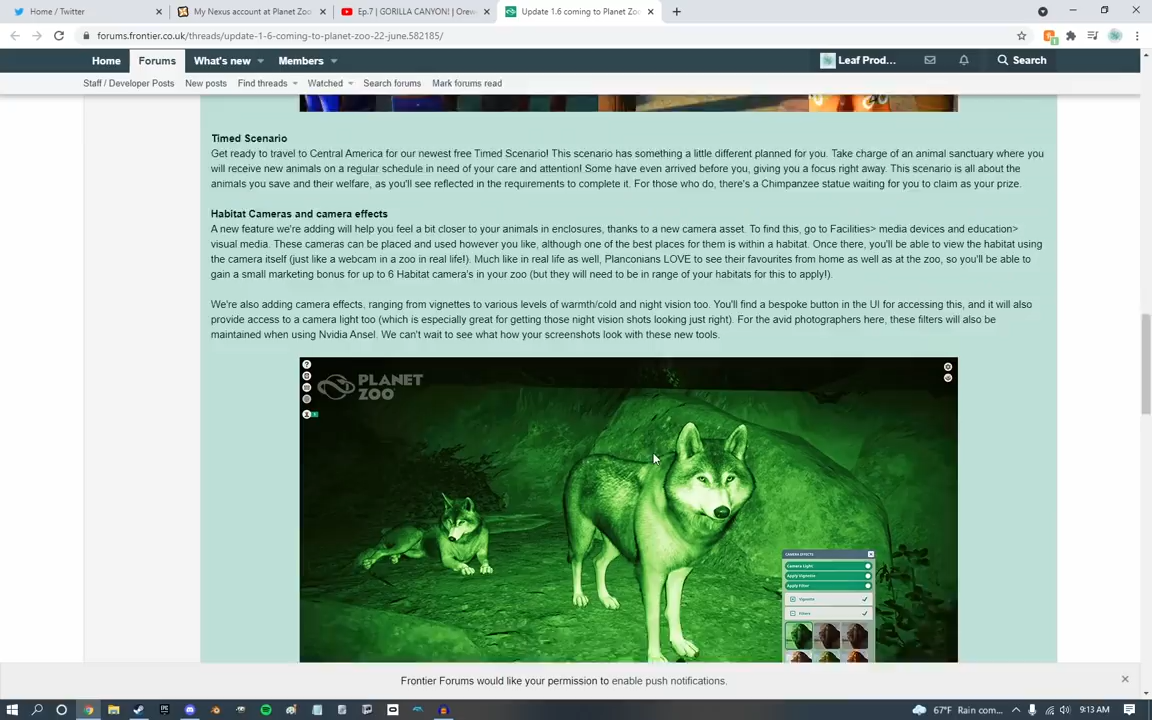 Home / Twitter
My Nexus account at Planet Zoo
Ep.7 | GORILLA CANYON! | Orew
Update 1.6 coming to Planet Zo
forums.frontier.co.uk/threads/update-1-6-coming-to-planet-zoo-22-june.582185/
Home Forums What's new Members Leaf Prod... Search
Staff / Developer Posts New posts Find threads Watched Search forums Mark forums read
Timed Scenario
Get ready to travel to Central America for our newest free Timed Scenario! This scenario has something a little different planned for you. Take charge of an animal sanctuary where you
will receive new animals on a regular schedule in need of your care and attention! Some have even arrived before you, giving you a focus right away. This scenario is all about the
animals you save and their welfare, as you'll see reflected in the requirements to complete it. For those who do, there's a Chimpanzee statue waiting for you to claim as your prize.
Habitat Cameras and camera effects
A new feature we're adding will help you feel a bit closer to your animals in enclosures, thanks to a new camera asset. To find this, go to Facilities> media devices and education>
visual media. These cameras can be placed and used however you like, although one of the best places for them is within a habitat. Once there, you'll be able to view the habitat using
the camera itself (just like a webcam in a zoo in real life!). Much like in real life as well, Planconians LOVE to see their favourites from home as well as at the zoo, so you'll be able to
gain a small marketing bonus for up to 6 Habitat camera's in your zoo (but they will need to be in range of your habitats for this to apply!).
We're also adding camera effects, ranging from vignettes to various levels of warmth/cold and night vision too. You'll find a bespoke button in the UI for accessing this, and it will also
provide access to a camera light too (which is especially great for getting those night vision shots looking just right). For the avid photographers here, these filters will also be
maintained when using Nvidia Ansel. We can't wait to see what how your screenshots look with these new tools.
PLANET
ZOO
CAMERA EFFECTS
Camera Light
Apply Vignette
Apply Filter
Vignette
Filters
Frontier Forums would like your permission to enable push notifications.
67°F Rain com... 9:13 AM